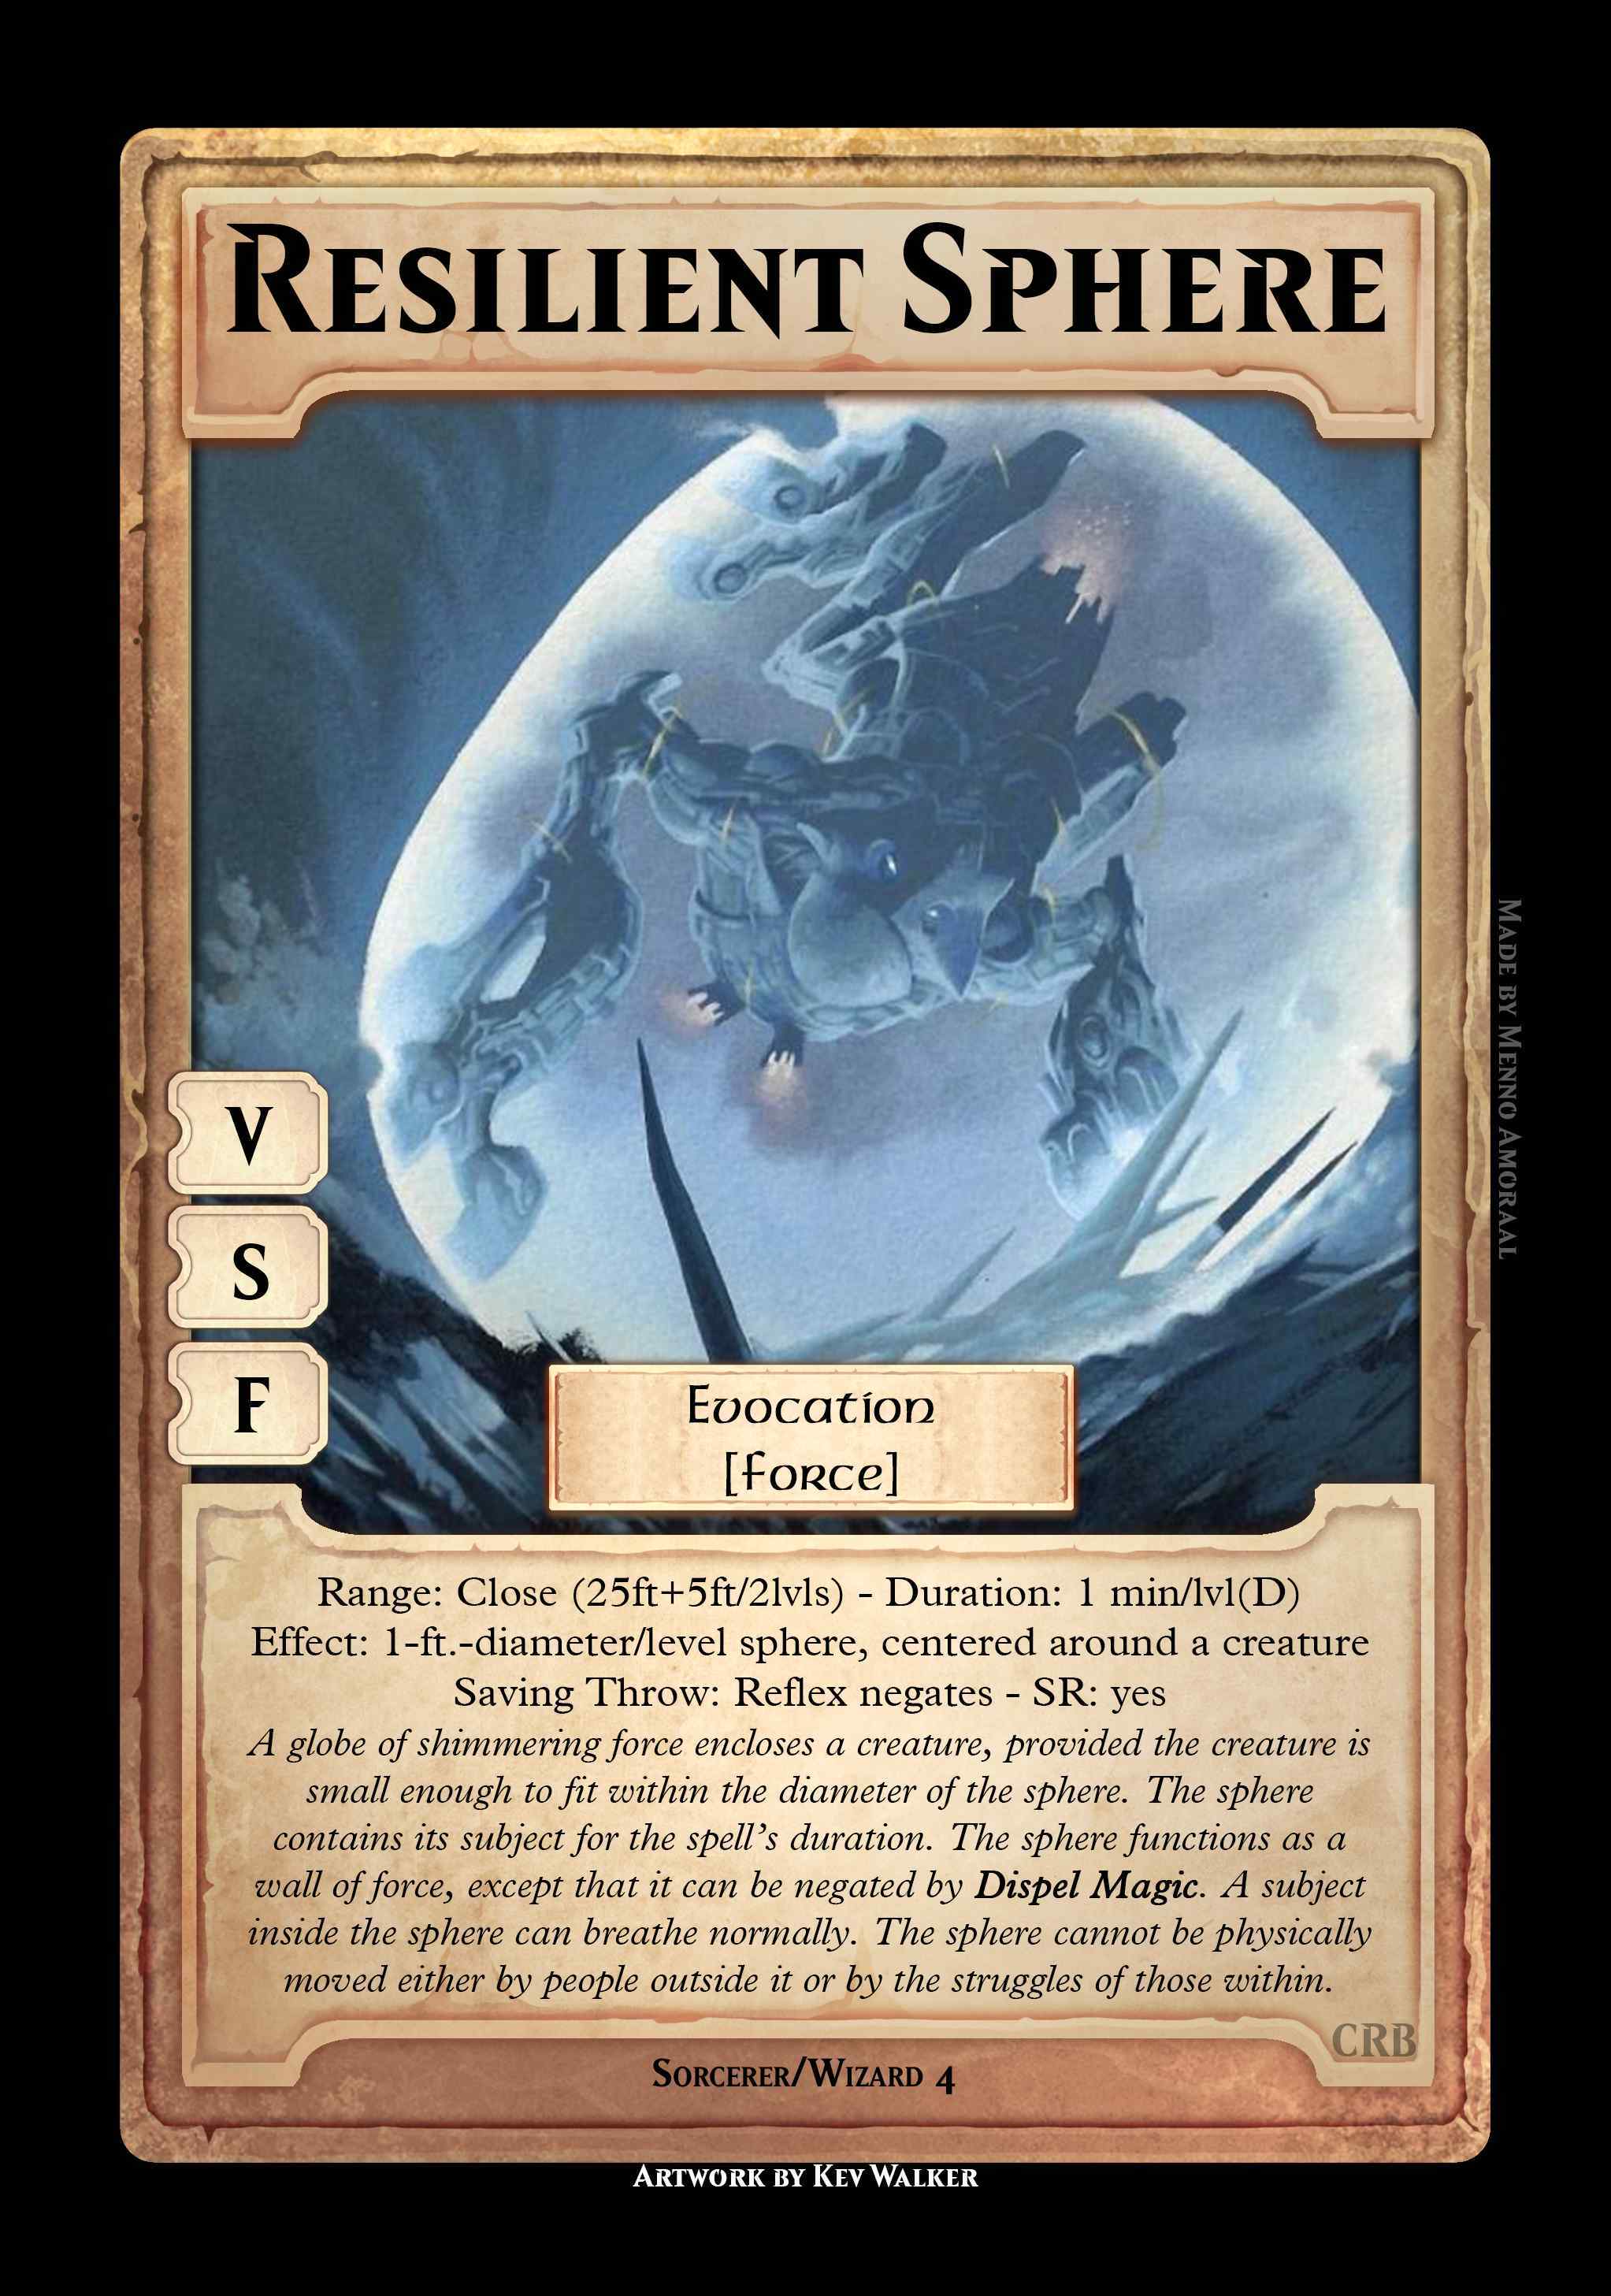 Resilient Sphere
V
S
F
Evocation
[Force]
Range: Close (25ft+5ft/2lvls) - Duration: 1 min/lvl(D)
Effect: 1-ft.-diameter/level sphere, centered around a creature
Saving Throw: Reflex negates - SR: yes
A globe of shimmering force encloses a creature, provided the creature is
small enough to fit within the diameter of the sphere. The sphere
contains its subject for the spell's duration. The sphere functions as a
wall of force, except that it can be negated by Dispel Magic. A subject
inside the sphere can breathe normally. The sphere cannot be physically
moved either by people outside it or by the struggles of those within.
CRB
Sorcerer/Wizard 4
Artwork by Kev Walker
Made by Menno Amoraal